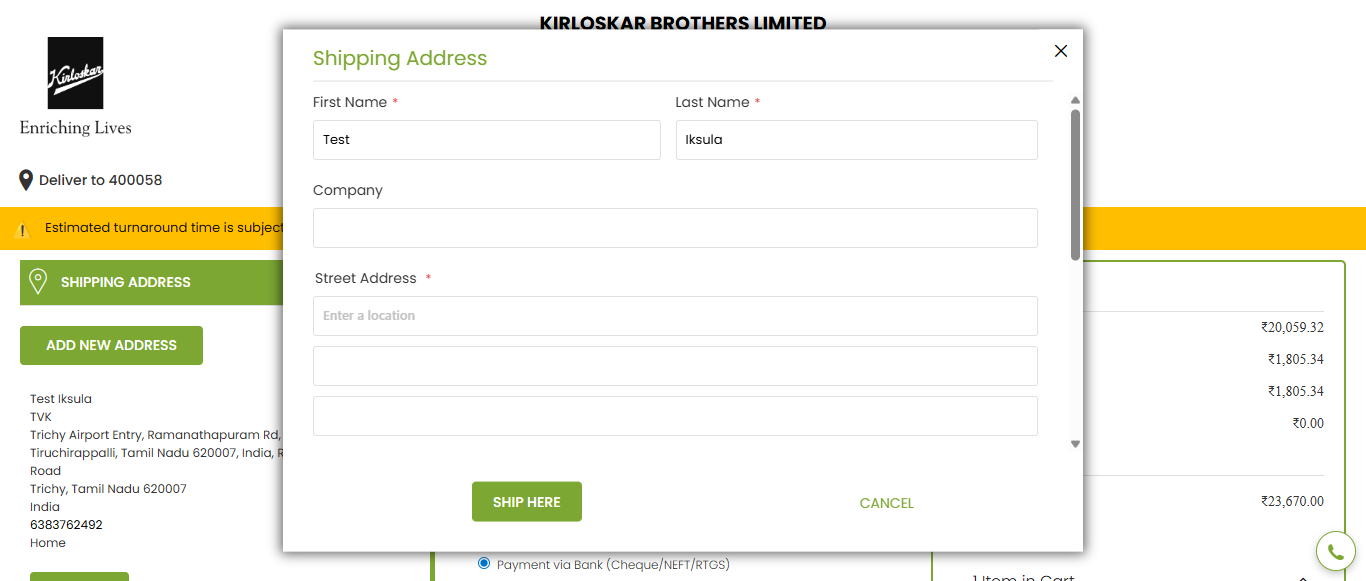 KIRLOSKAR BROTHERS LIMITED
Kirloskar
Enriching Lives
Deliver to 400058
Estimated turnaround time is subject
SHIPPING ADDRESS
ADD NEW ADDRESS
Test Iksula
TVK
Trichy Airport Entry, Ramanathapuram Rd,
Tiruchirappalli, Tamil Nadu 620007, India, R
Road
Trichy, Tamil Nadu 620007
India
6383762492
Home
Shipping Address
First Name *
Last Name *
Test
Iksula
Company
Street Address *
Enter a location
SHIP HERE
CANCEL
Payment via Bank (Cheque/NEFT/RTGS)
₹20,059.32
₹1,805.34
₹1,805.34
₹0.00
₹23,670.00
1 Item in Cart